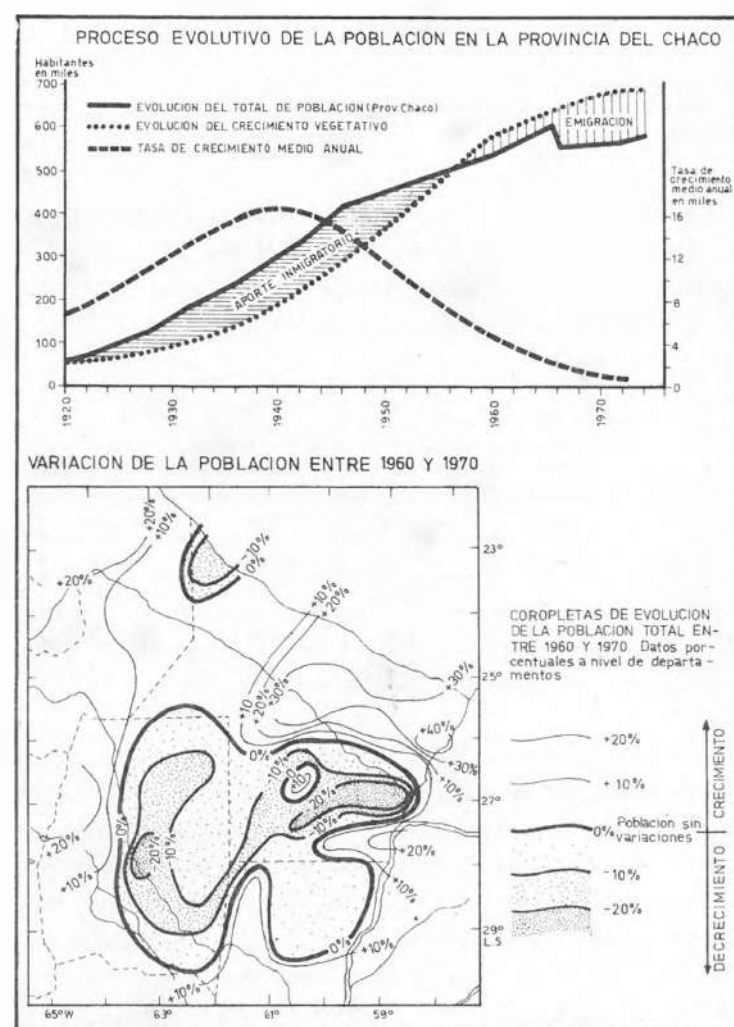 PROCESO EVOLUTIVO DE LA POBLACION EN LA PROVINCIA DEL CHACO
Habitantes
en miles
700
600
500
400
300
200
100
0
EVOLUCION DEL TOTAL DE POBLACION (Prov. Chaco)
EVOLUCION DEL CRECIMIENTO VEGETATIVO
TASA DE CRECIMIENTO MEDIO ANUAL
EMIGRACION
APORTE INMIGRATORIO
Tasa de
crecimiento
medio anual
en miles
16
12
8
4
0
1920
1930
1940
1950
1960
1970
VARIACION DE LA POBLACION ENTRE 1960 Y 1970
+20%
+10%
-10%
0%
+20%
+10%
+20%
+30%
+10
+20%
+30%
+40%
+30%
+10%
0%
-10%
0
+10
-20%
-10%
0%
-10%
-20%
+20%
+10%
+20%
+10%
0%
+10%
+10%
23°
25°
27°
29°
L.S
65°W
63°
61°
59°
COROPLETAS DE EVOLUCION
DE LA POBLACION TOTAL EN-
TRE 1960 Y 1970. Datos por-
centuales a nivel de departa-
mentos
+20%
+10%
0% Población sin
variaciones
-10%
-20%
CRECIMIENTO
DECRECIMIENTO